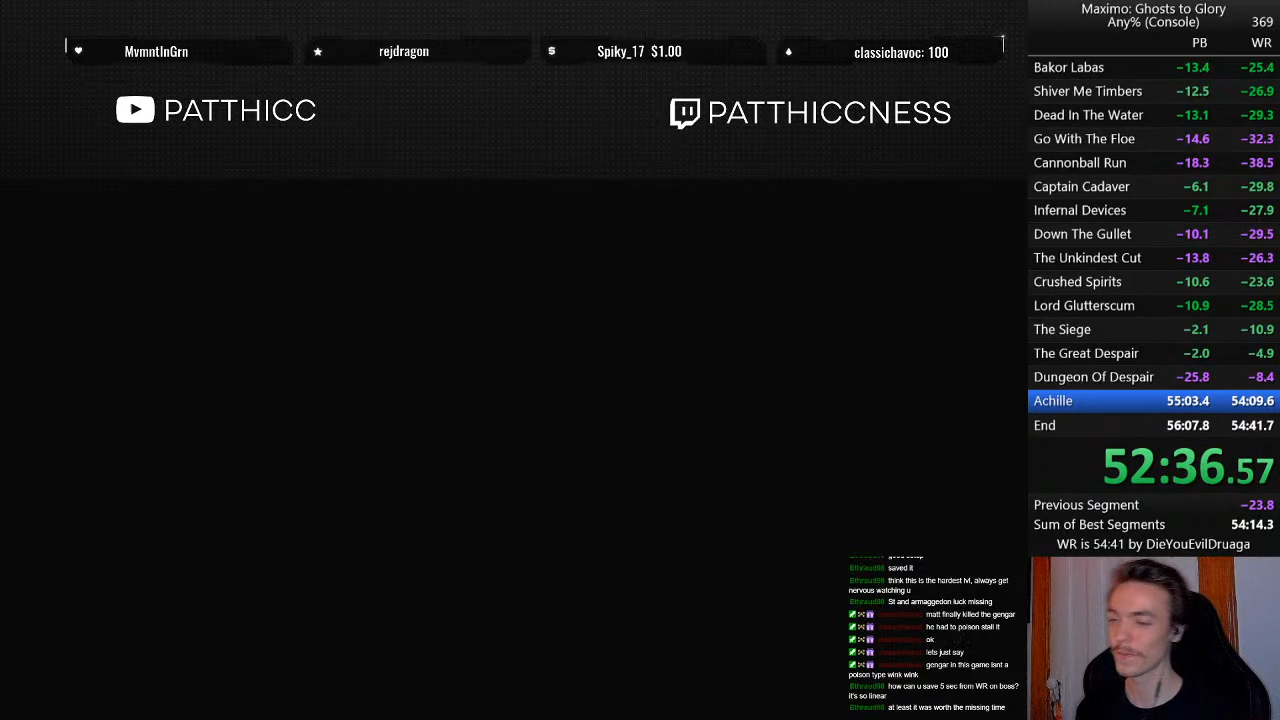 MvmntInGrn
rejdragon
Spiky_17 $1.00
classichavoc: 100
PATTHICC
PATTHICCNESS
Maximo: Ghosts to Glory
Any% (Console) 369
PB WR
Bakor Labas −13.4 −25.4
Shiver Me Timbers −12.5 −26.9
Dead In The Water −13.1 −29.3
Go With The Floe −14.6 −32.3
Cannonball Run −18.3 −38.5
Captain Cadaver −6.1 −29.8
Infernal Devices −7.1 −27.9
Down The Gullet −10.1 −29.5
The Unkindest Cut −13.8 −26.3
Crushed Spirits −10.6 −23.6
Lord Glutterscum −10.9 −28.5
The Siege −2.1 −10.9
The Great Despair −2.0 −4.9
Dungeon Of Despair −25.8 −8.4
Achille 55:03.4 54:09.6
End 56:07.8 54:41.7
52:36.57
Previous Segment −23.8
Sum of Best Segments 54:14.3
WR is 54:41 by DieYouEvilDruaga
Ethraud98 saved it
Ethraud98 think this is the hardest lvl, always get
nervous watching u
Ethraud98 St and armaggedon luck missing
matt finally killed the gengar
he had to poison stall it
ok
lets just say
gengar in this game isnt a
poison type wink wink
Ethraud98 how can u save 5 sec from WR on boss?
it's so linear
Ethraud98 at least it was worth the missing time